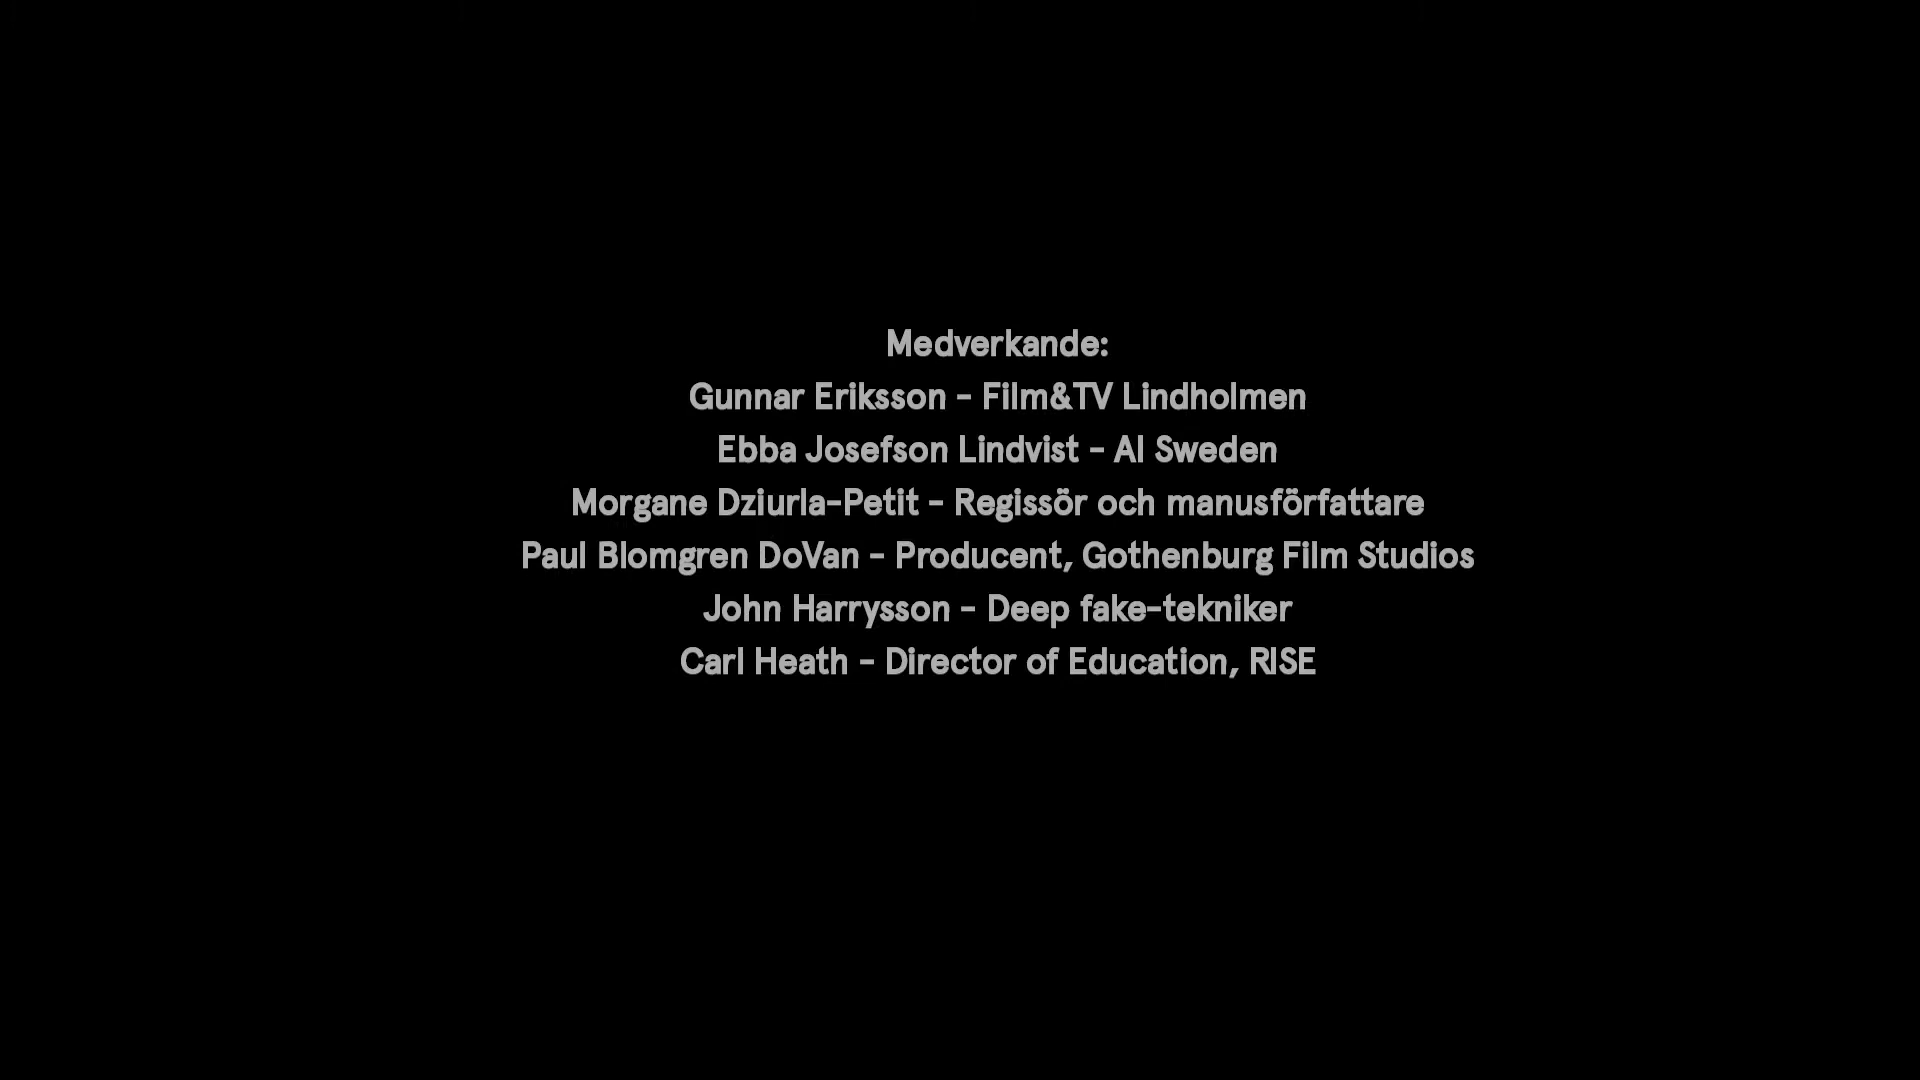 Medverkande:
Gunnar Eriksson - Film&TV Lindholmen
Ebba Josefson Lindvist - AI Sweden
Morgane Dziurla-Petit - Regissör och manusförfattare
Paul Blomgren DoVan - Producent, Gothenburg Film Studios
John Harrysson - Deep fake-tekniker
Carl Heath - Director of Education, RISE